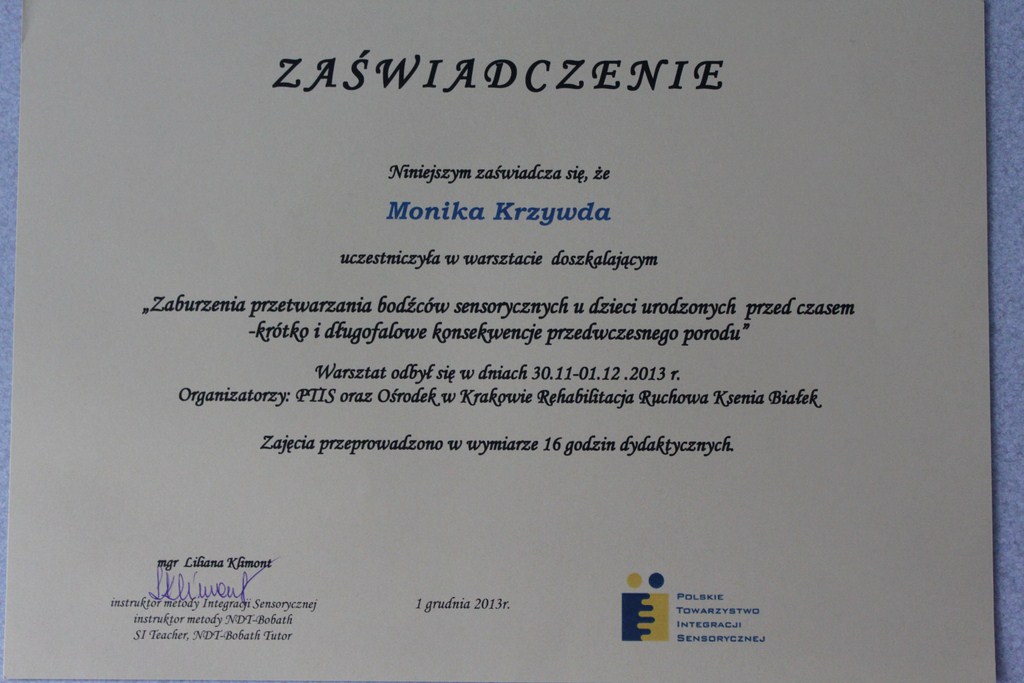 ZAŚWIADCZENIE
Niniejszym zaświadcza się, że
Monika Krzywda
uczestniczyła w warsztacie doszkalającym
„Zaburzenia przetwarzania bodźców sensorycznych u dzieci urodzonych przed czasem
-krótko i długofalowe konsekwencje przedwczesnego porodu”
Warsztat odbył się w dniach 30.11-01.12 .2013 r.
Organizatorzy: PTIS oraz Ośrodek w Krakowie Rehabilitacja Ruchowa Ksenia Białek
Zajęcia przeprowadzono w wymiarze 16 godzin dydaktycznych.
mgr Liliana Klimont
LKlimont
instruktor metody Integracji Sensorycznej
instruktor metody NDT-Bobath
SI Teacher, NDT-Bobath Tutor
1 grudnia 2013r.
POLSKIE
TOWARZYSTWO
INTEGRACJI
SENSORYCZNEJ